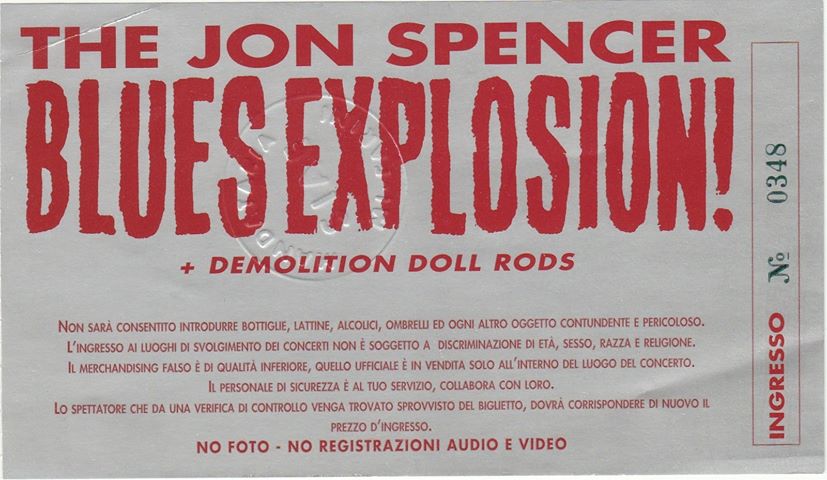 THE JON SPENCER
BLUES EXPLOSION!
+ DEMOLITION DOLL RODS
NON SARÀ CONSENTITO INTRODURRE BOTTIGLIE, LATTINE, ALCOLICI, OMBRELLI ED OGNI ALTRO OGGETTO CONTUNDENTE E PERICOLOSO.
L'INGRESSO AI LUOGHI DI SVOLGIMENTO DEI CONCERTI NON È SOGGETTO A DISCRIMINAZIONE DI ETÀ, SESSO, RAZZA E RELIGIONE.
IL MERCHANDISING FALSO È DI QUALITÀ INFERIORE, QUELLO UFFICIALE È IN VENDITA SOLO ALL'INTERNO DEL LUOGO DEL CONCERTO.
IL PERSONALE DI SICUREZZA È AL TUO SERVIZIO, COLLABORA CON LORO.
LO SPETTATORE CHE DA UNA VERIFICA DI CONTROLLO VENGA TROVATO SPROVVISTO DEL BIGLIETTO, DOVRÀ CORRISPONDERE DI NUOVO IL
PREZZO D'INGRESSO.
NO FOTO - NO REGISTRAZIONI AUDIO E VIDEO
INGRESSO № 0348